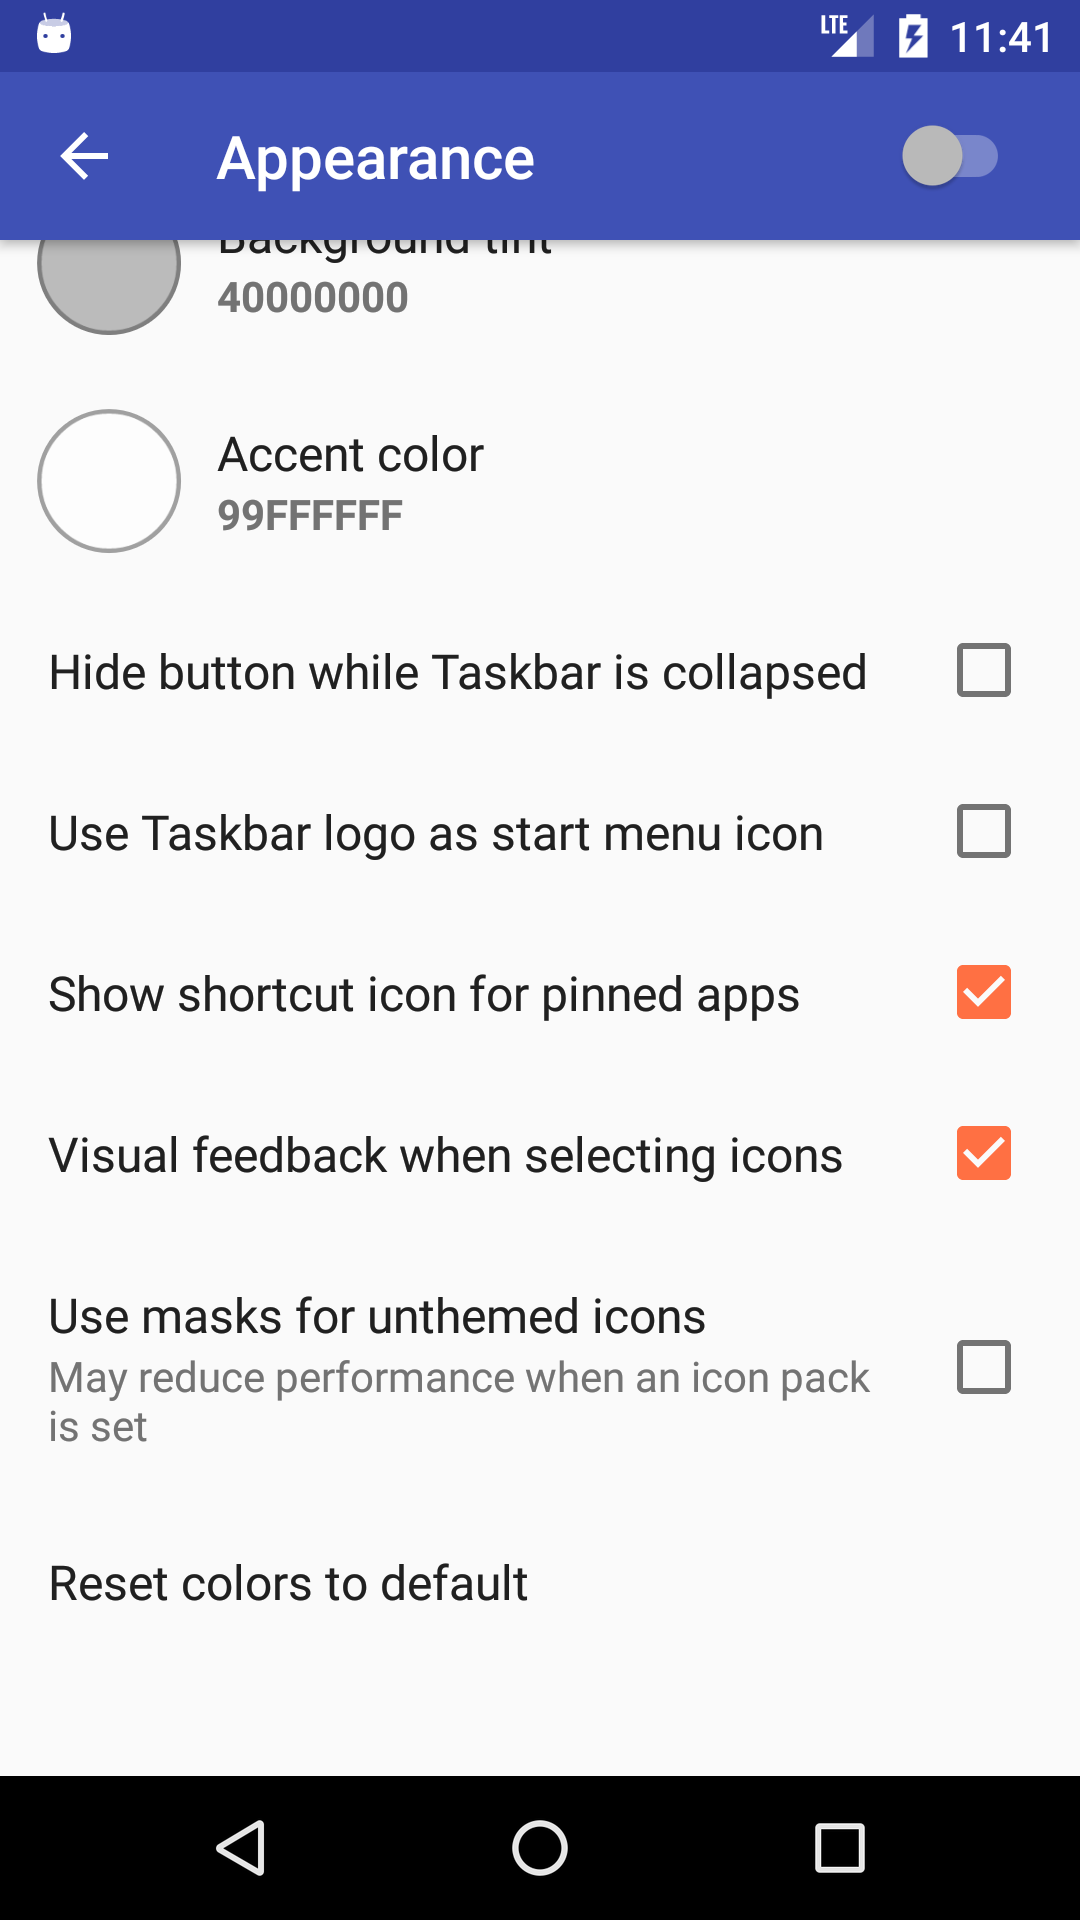 LTE 11:41
Appearance
Background tint
40000000
Accent color
99FFFFFF
Hide button while Taskbar is collapsed
Use Taskbar logo as start menu icon
Show shortcut icon for pinned apps
Visual feedback when selecting icons
Use masks for unthemed icons
May reduce performance when an icon pack
is set
Reset colors to default